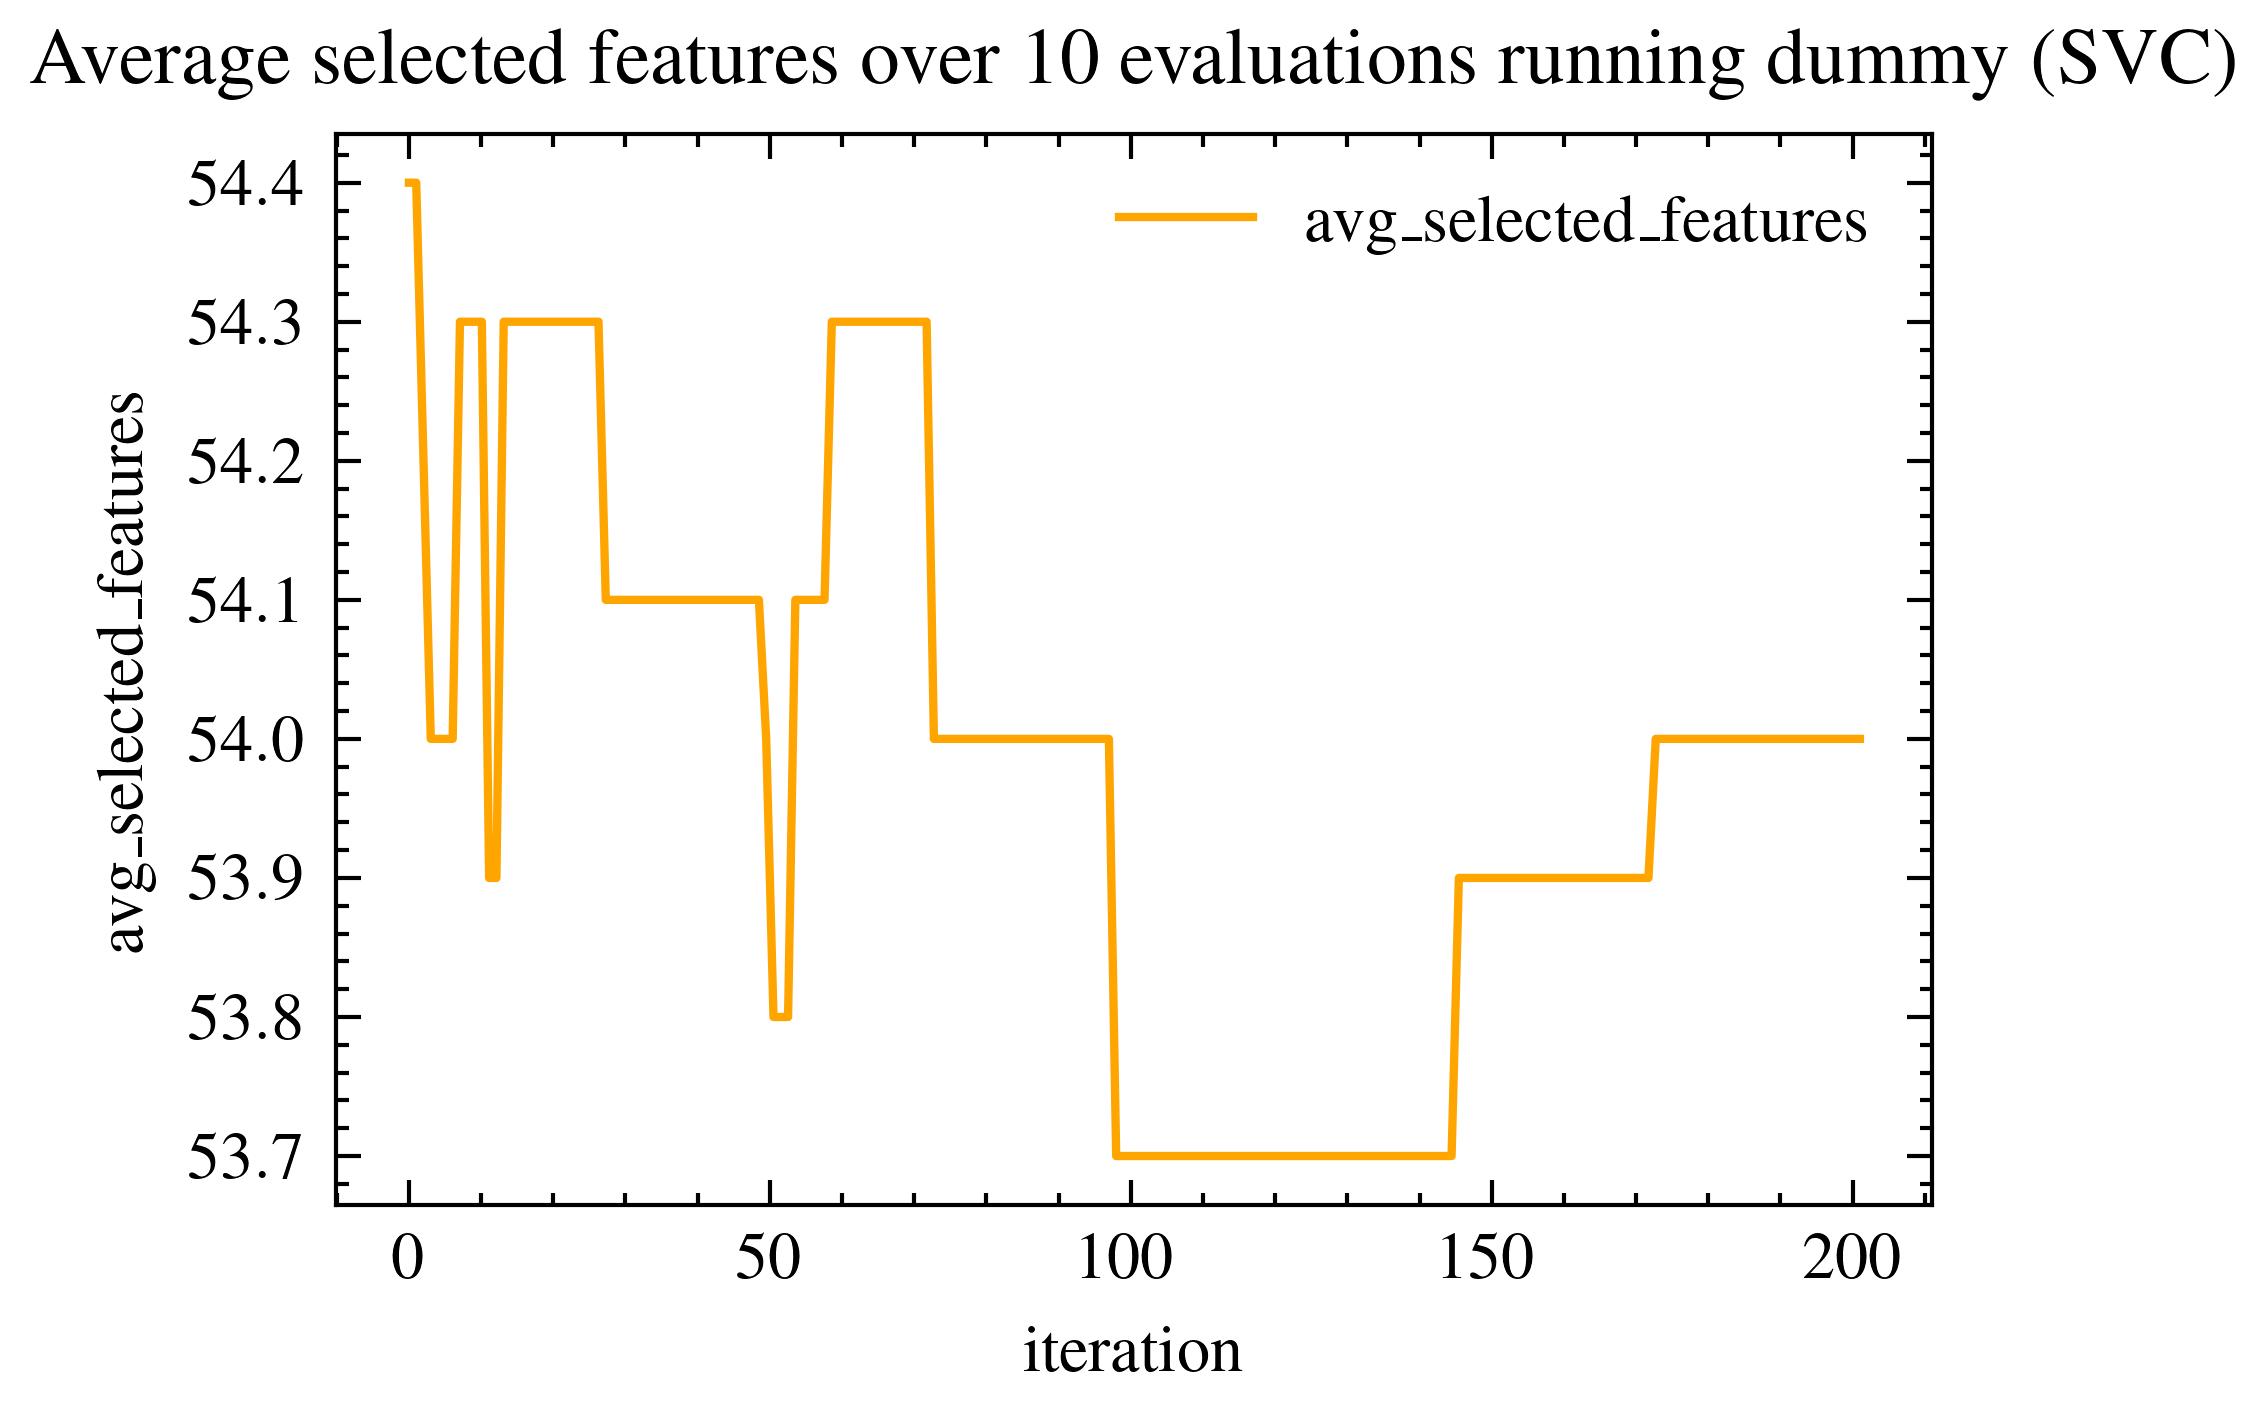 Average selected features over 10 evaluations running dummy (SVC)
avg_selected_features
54.4
54.3
54.2
54.1
54.0
53.9
53.8
53.7
avg_selected_features
0 50 100 150 200
iteration